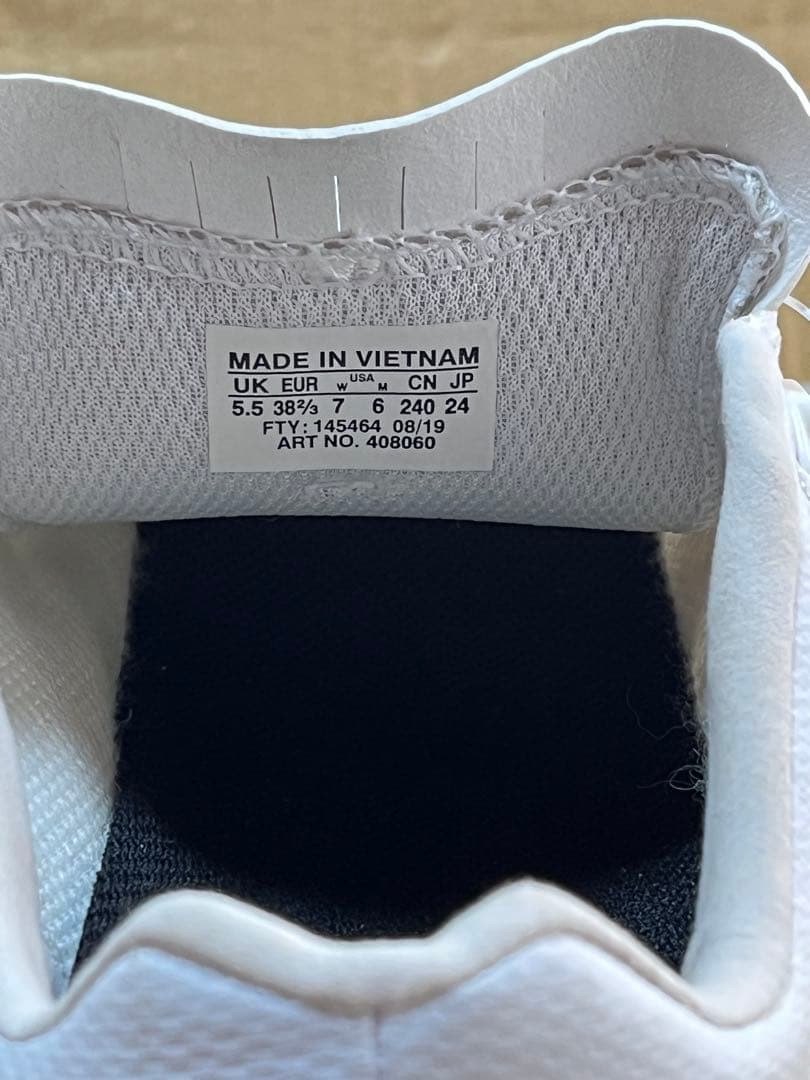 MADE IN VIETNAM
UK EUR W USA M CN JP
5.5 38⅔ 7 6 240 24
FTY: 145464 08/19
ART NO. 408060